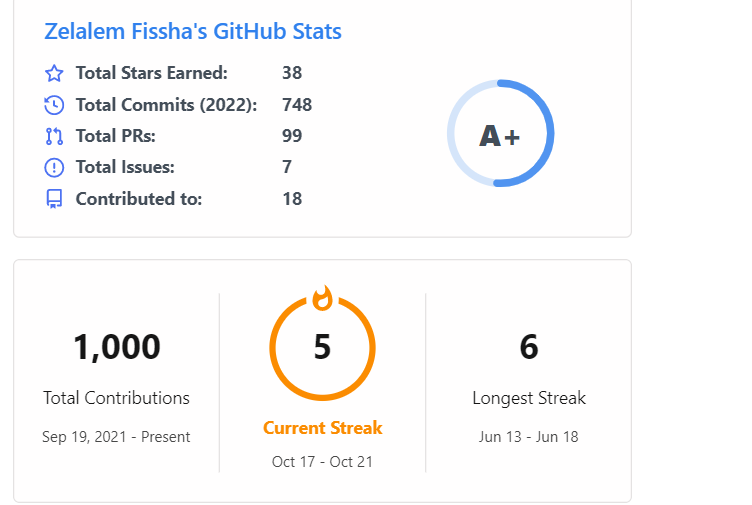 Zelalem Fissha's GitHub Stats
Total Stars Earned: 38
Total Commits (2022): 748
Total PRs: 99
Total Issues: 7
Contributed to: 18
A+
1,000
Total Contributions
Sep 19, 2021 - Present
5
Current Streak
Oct 17 - Oct 21
6
Longest Streak
Jun 13 - Jun 18